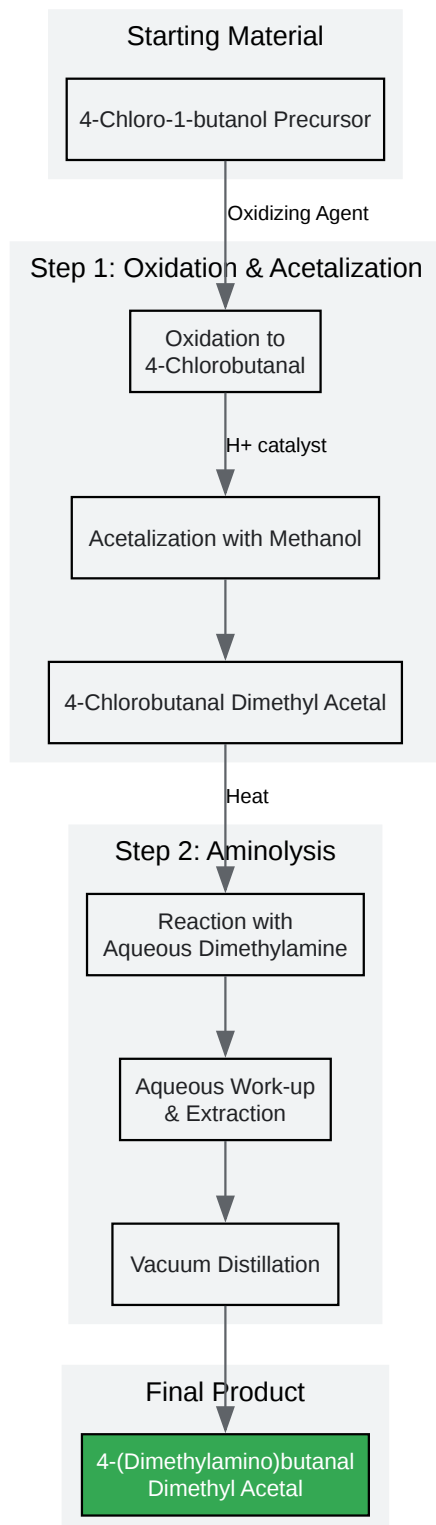 Starting Material
4-Chloro-1-butanol Precursor
Oxidizing Agent
Step 1: Oxidation & Acetalization
Oxidation to
4-Chlorobutanal
H+ catalyst
Acetalization with Methanol
4-Chlorobutanal Dimethyl Acetal
Heat
Step 2: Aminolysis
Reaction with
Aqueous Dimethylamine
Aqueous Work-up
& Extraction
Vacuum Distillation
Final Product
4-(Dimethylamino)butanal
Dimethyl Acetal